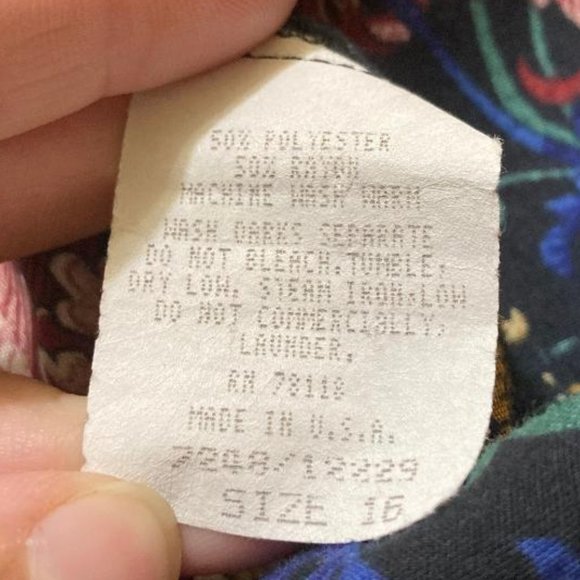 50% POLYESTER
50% RAYON
MACHINE WASH WARM
WASH DARKS SEPARATE
DO NOT BLEACH.TUMBLE.
DRY LOW. STEAM IRON.LOW
DO NOT COMMERCIALLY.
LAUNDER.
RN 78118
MADE IN U.S.A.
SIZE 16